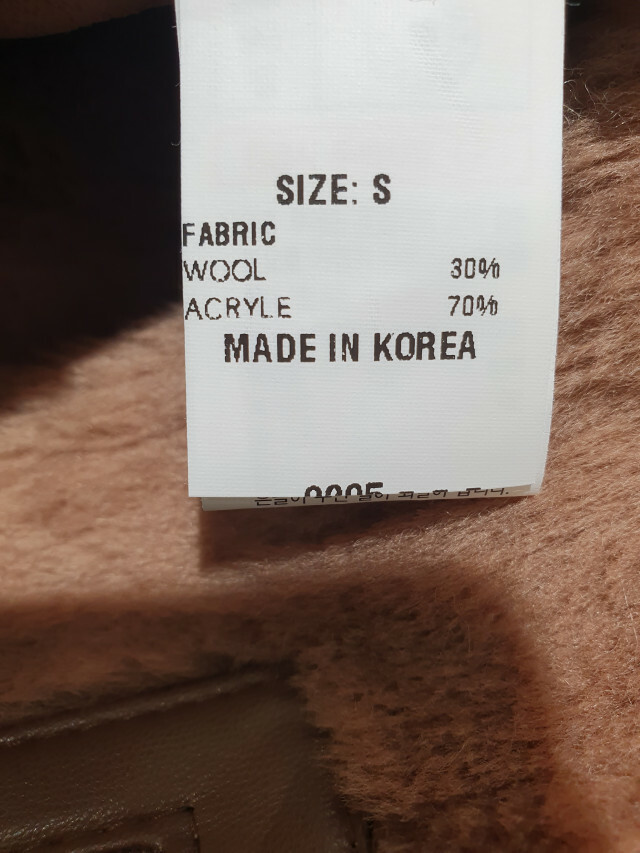 SIZE: S
FABRIC
WOOL 30%
ACRYLE 70%
MADE IN KOREA